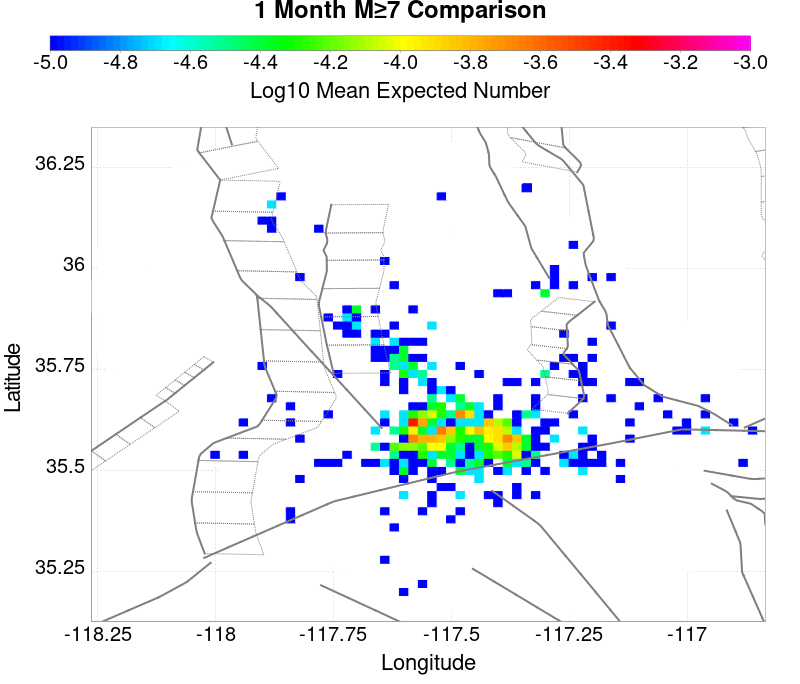 1 Month M≥7 Comparison
-5.0 -4.8 -4.6 -4.4 -4.2 -4.0 -3.8 -3.6 -3.4 -3.2 -3.0
Log10 Mean Expected Number
36.25
36
35.75
35.5
35.25
Latitude
-118.25 -118 -117.75 -117.5 -117.25 -117
Longitude